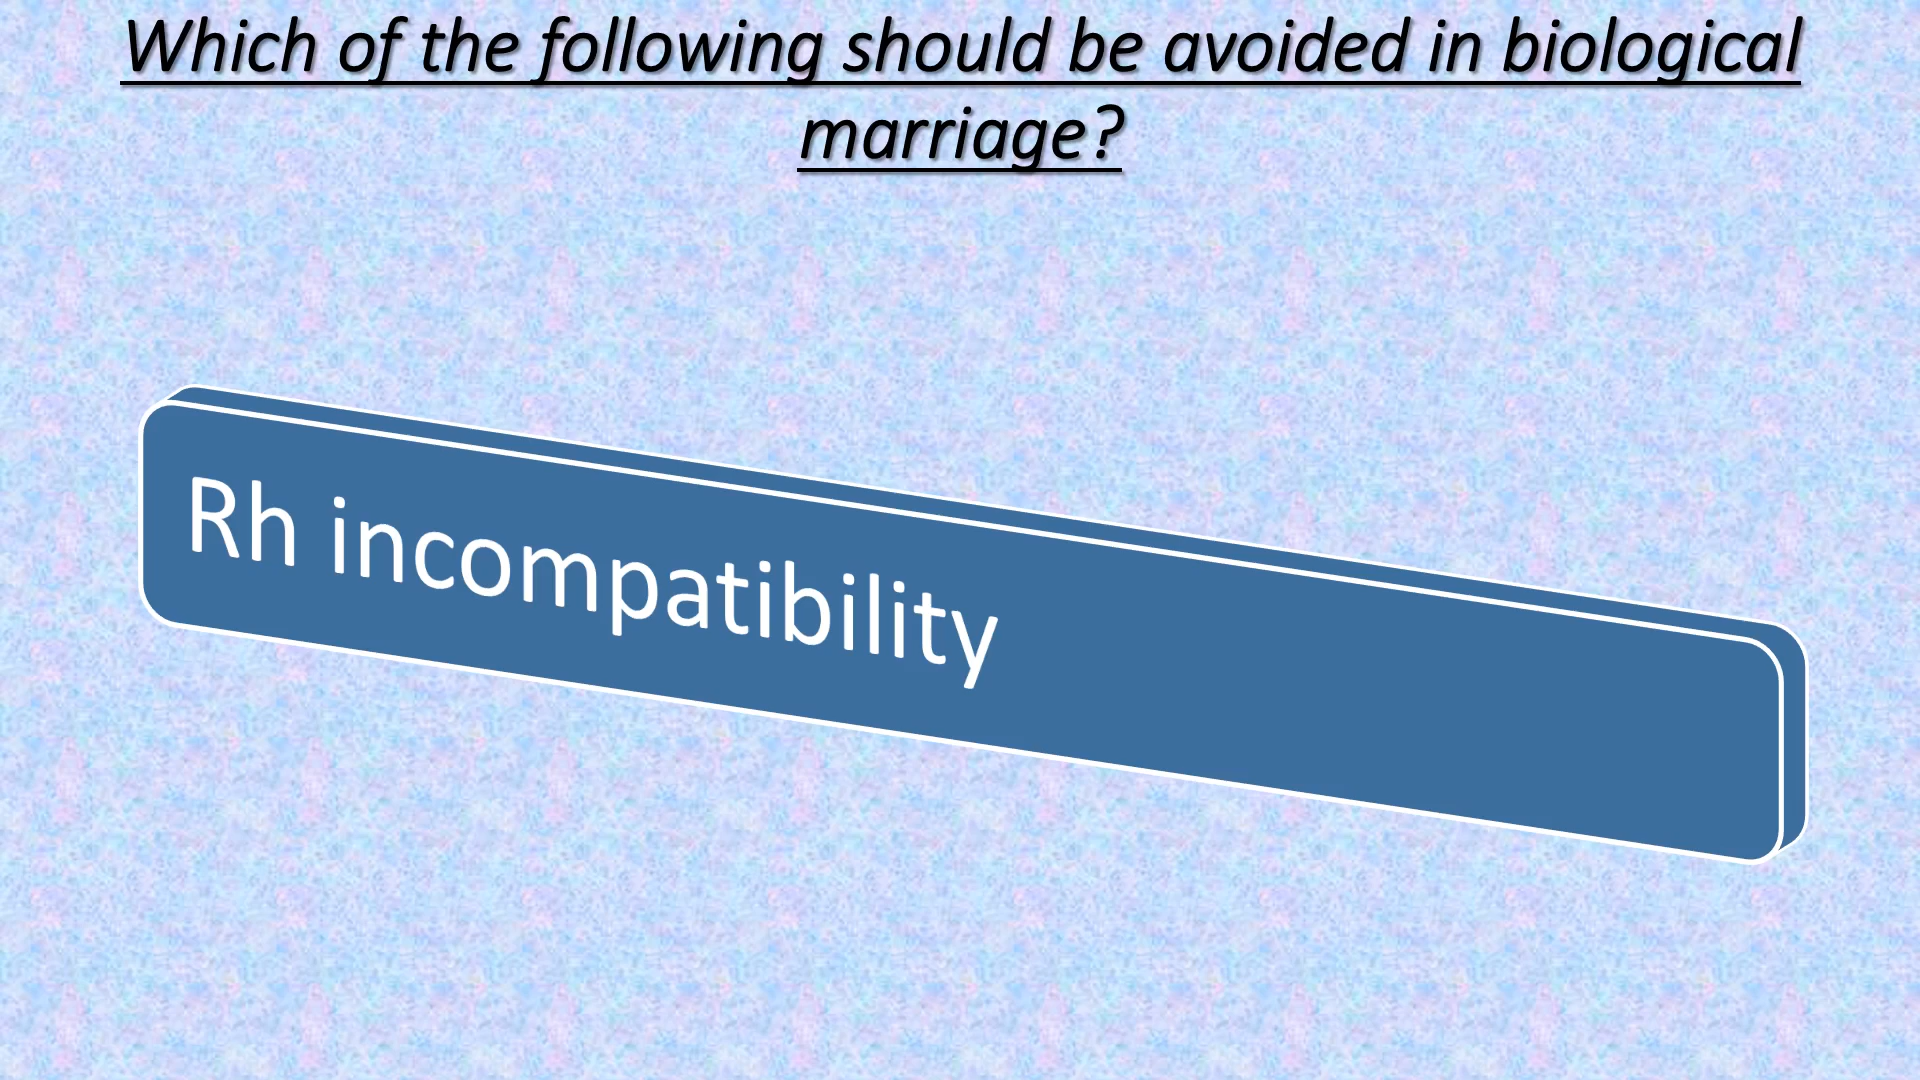 Which of the following should be avoided in biological
marriage?
Rh incompatibility